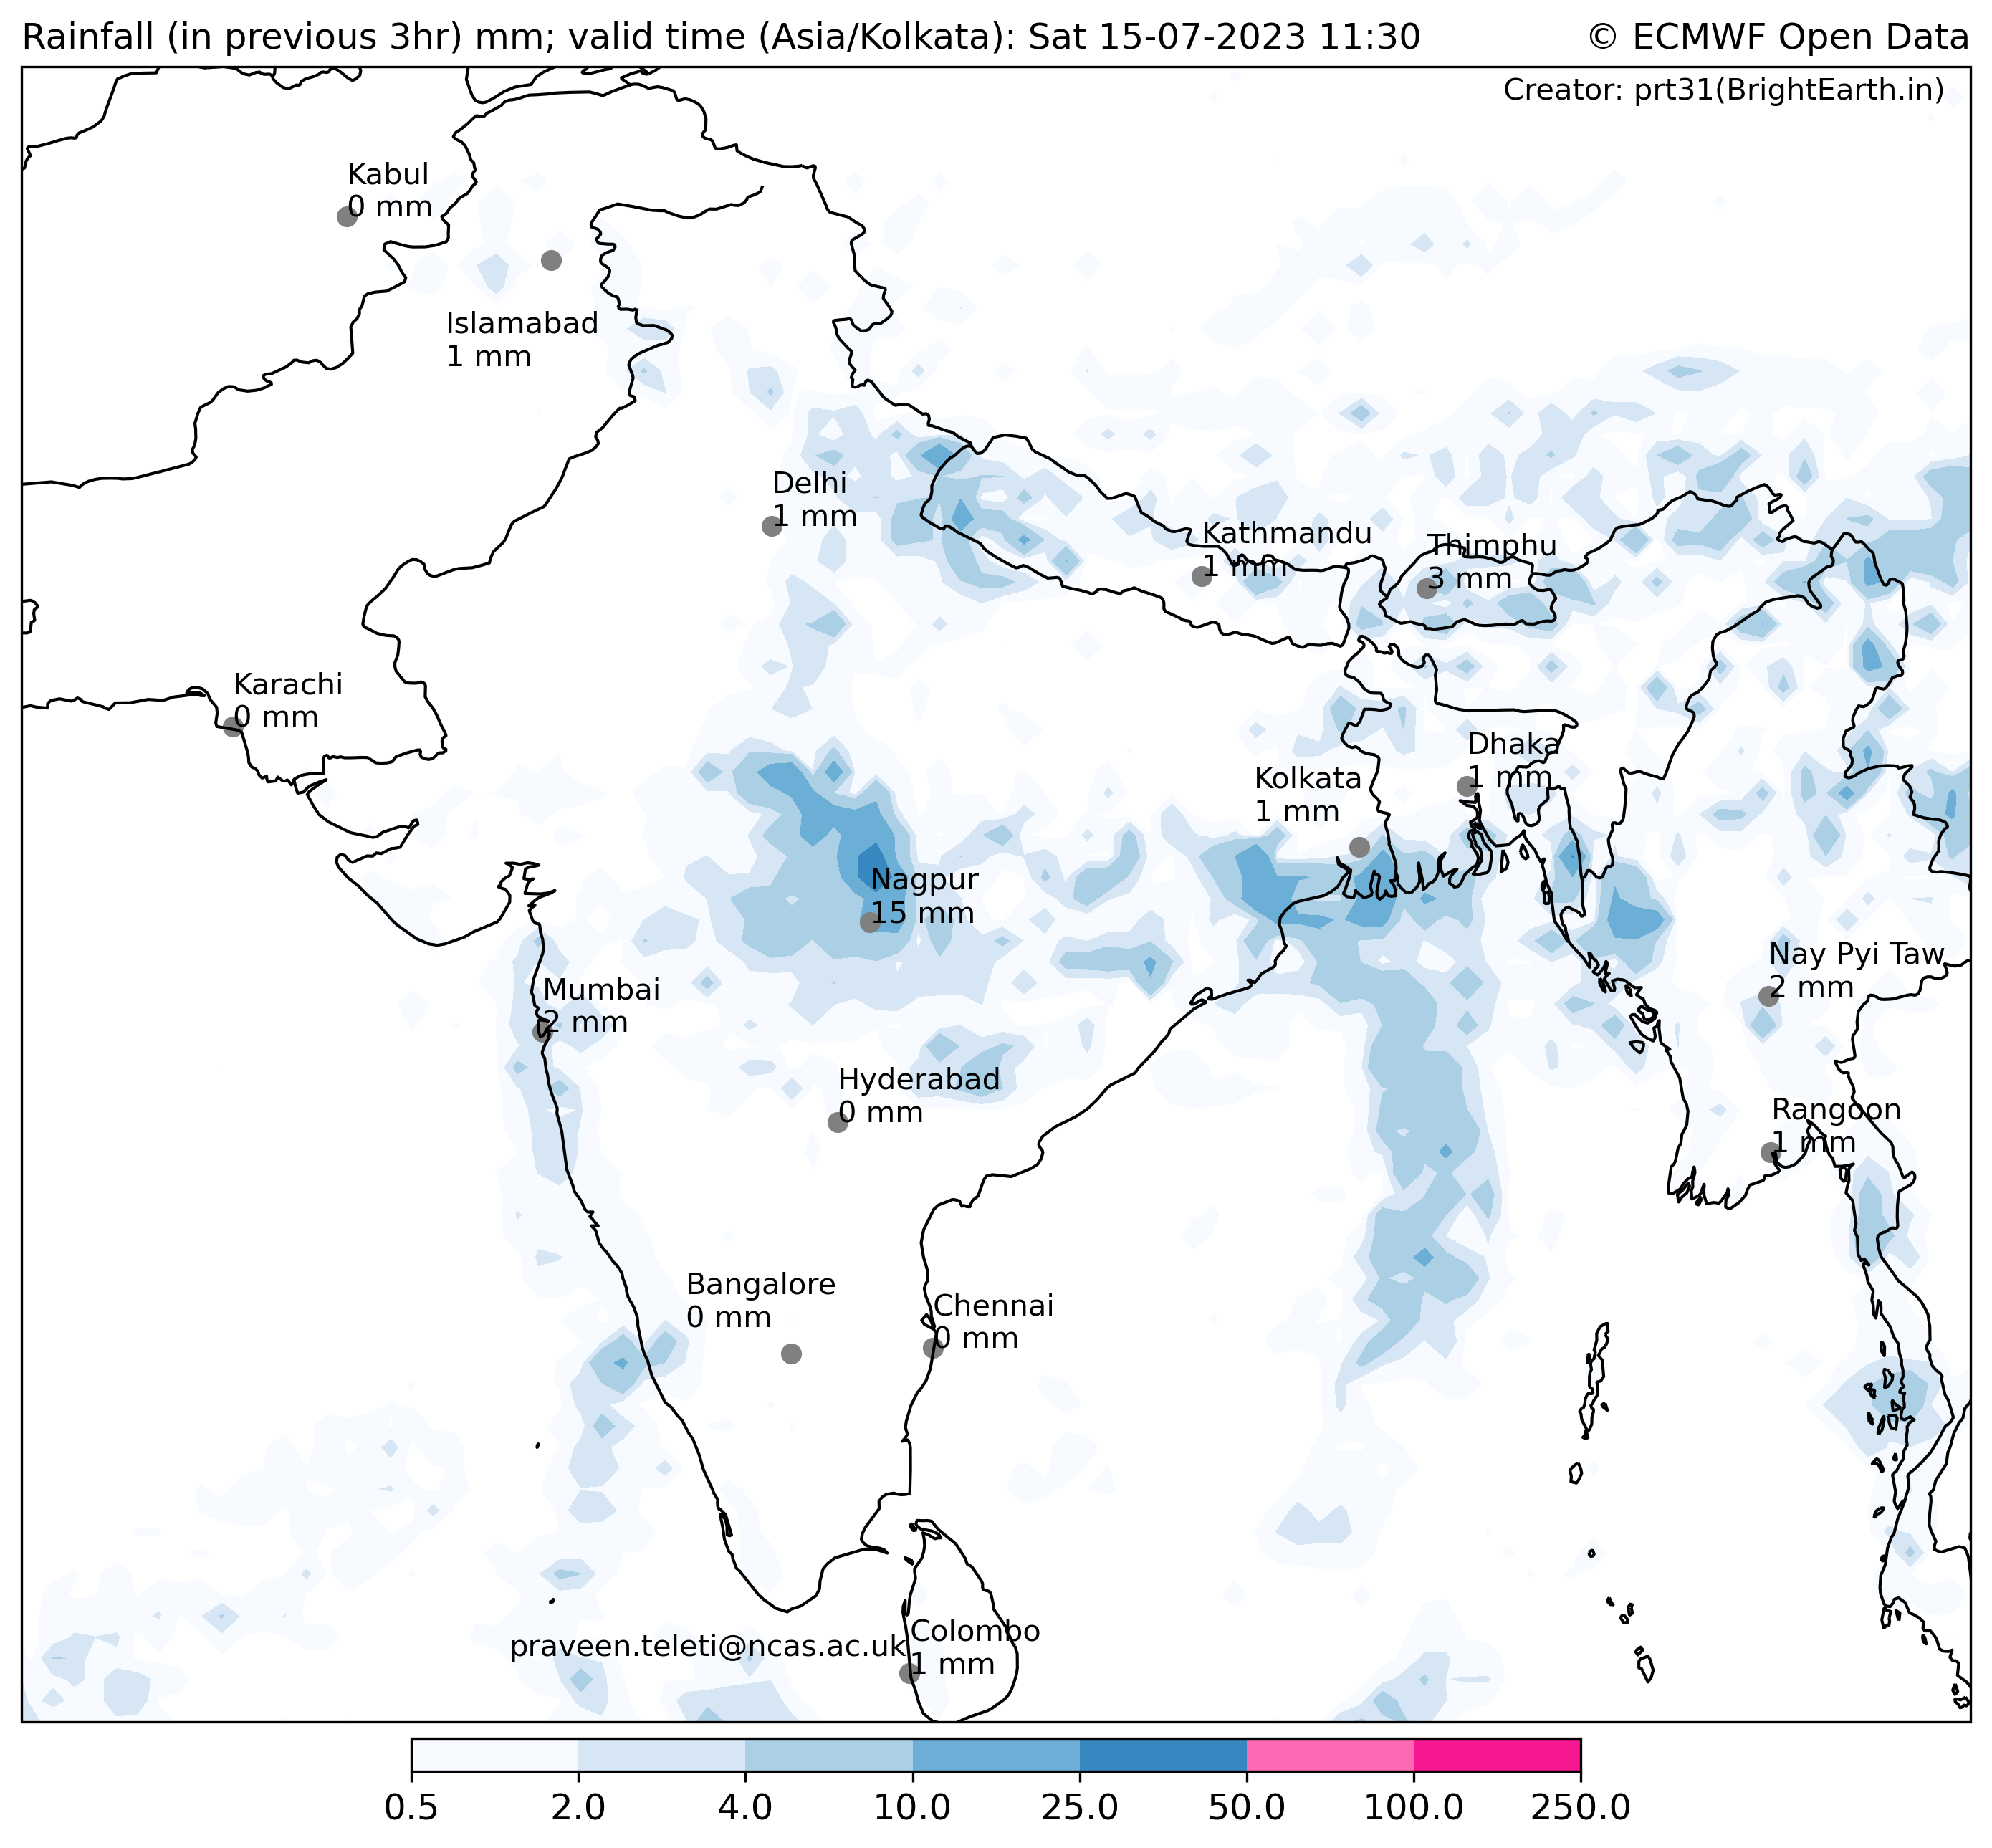 Rainfall (in previous 3hr) mm; valid time (Asia/Kolkata): Sat 15-07-2023 11:30
© ECMWF Open Data
Creator: prt31(BrightEarth.in)
Kabul
0 mm
Islamabad
1 mm
Delhi
1 mm
Kathmandu
1 mm
Thimphu
3 mm
Karachi
0 mm
Dhaka
1 mm
Kolkata
1 mm
Nagpur
15 mm
Nay Pyi Taw
2 mm
Mumbai
2 mm
Hyderabad
0 mm
Rangoon
1 mm
Bangalore
0 mm
Chennai
0 mm
Colombo
1 mm
praveen.teleti@ncas.ac.uk
0.5 2.0 4.0 10.0 25.0 50.0 100.0 250.0